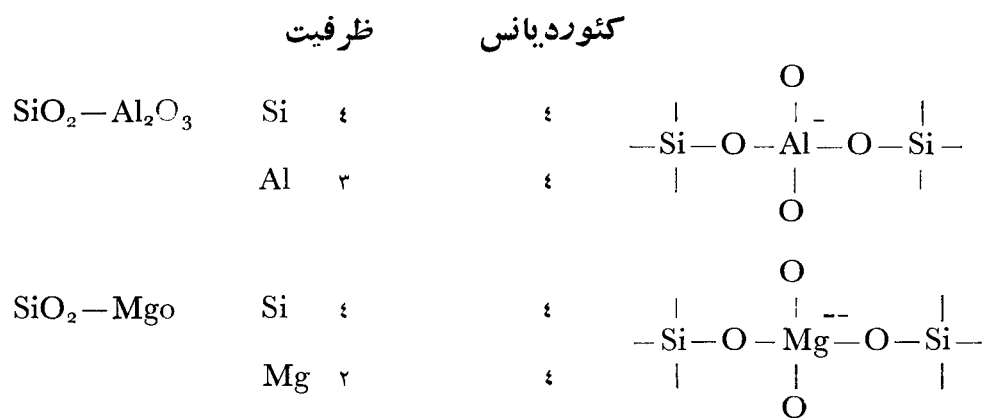 ظرفیت کئوردیانس
O
SiO₂—Al₂O₃ Si ٤ ٤
—Si—O—Al⁻—O—Si—
Al ٣ ٤
O
O
SiO₂—Mgo Si ٤ ٤
—Si—O—Mg⁻⁻—O—Si—
Mg ٢ ٤
O